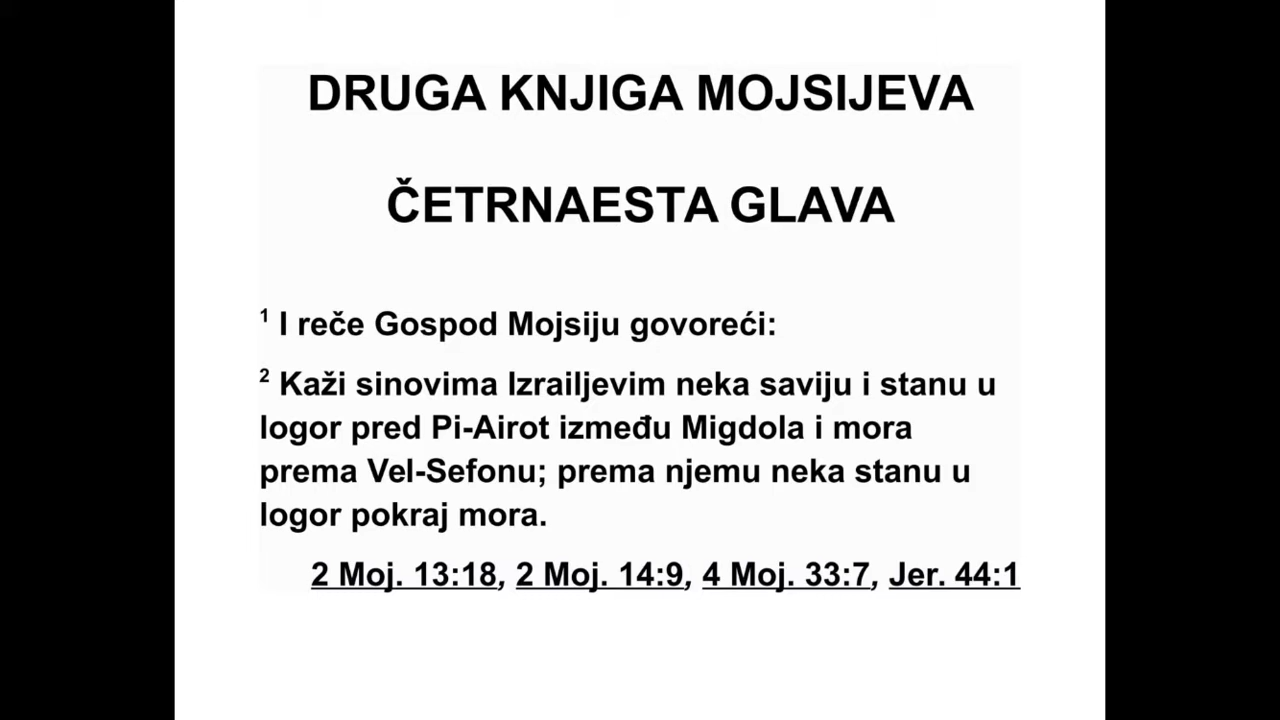 DRUGA KNJIGA MOJSIJEVA
ČETRNAESTA GLAVA
1 I reče Gospod Mojsiju govoreći:
2 Kaži sinovima Izrailjevim neka saviju i stanu u
logor pred Pi-Airot između Migdola i mora
prema Vel-Sefonu; prema njemu neka stanu u
logor pokraj mora.
2 Moj. 13:18, 2 Moj. 14:9, 4 Moj. 33:7, Jer. 44:1